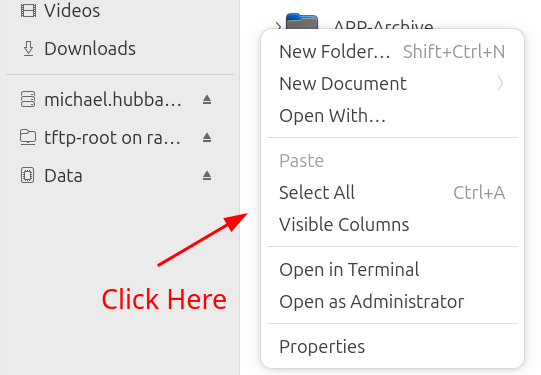 Videos
Downloads
michael.hubba...
tftp-root on ra...
Data
Click Here
APP-Archive
New Folder... Shift+Ctrl+N
New Document
Open With...
Paste
Select All Ctrl+A
Visible Columns
Open in Terminal
Open as Administrator
Properties